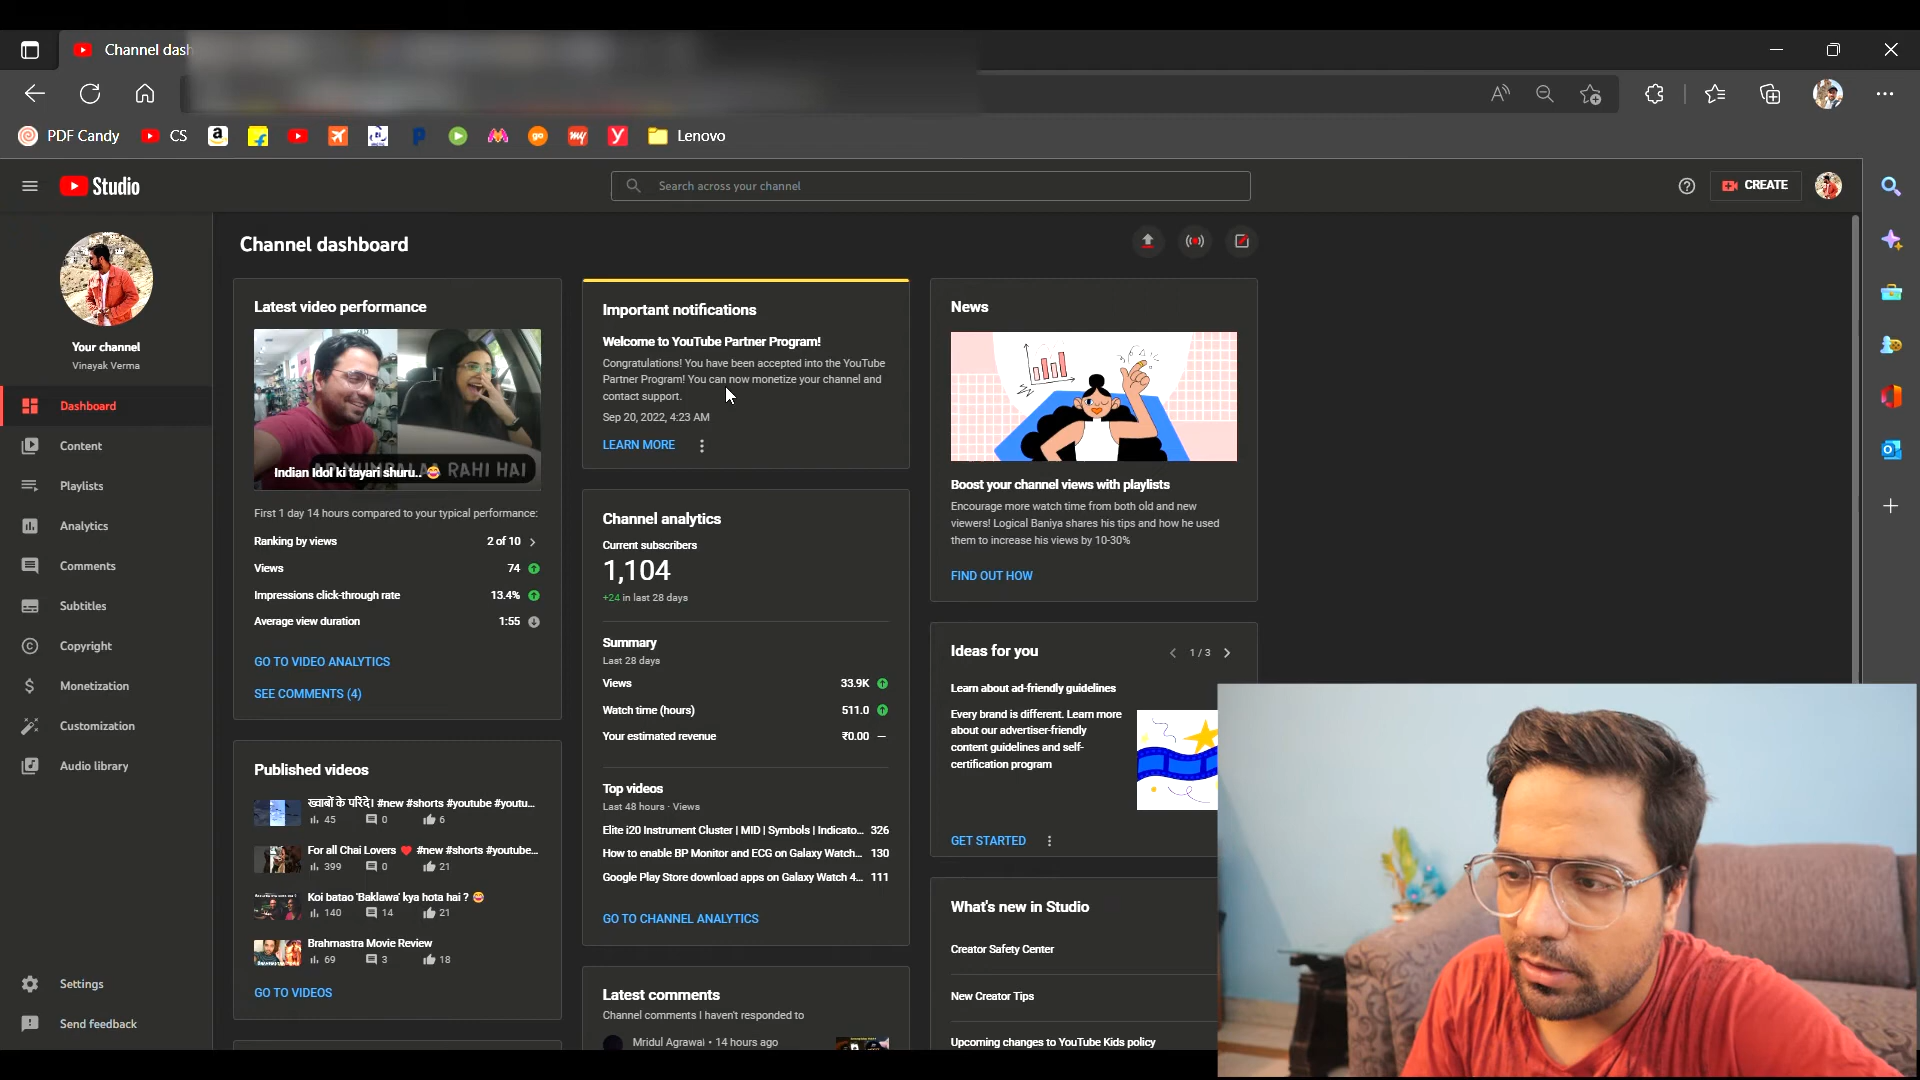 Channel dash
PDF Candy
CS
Lenovo
Studio
Search across your channel
CREATE
Your channel
Vinayak Verma
Dashboard
Content
Playlists
Analytics
Comments
Subtitles
Copyright
Monetization
Customization
Audio library
Settings
Send feedback
Channel dashboard
Latest video performance
RAHI HAI
Indian Idol ki tayari shuru.. 😂
First 1 day 14 hours compared to your typical performance:
Ranking by views 2 of 10
Views 74
Impressions click-through rate 13.4%
Average view duration 1:55
GO TO VIDEO ANALYTICS
SEE COMMENTS (4)
Published videos
ख्वाबों के परिंदे। #new #shorts #youtube #youtu...
45 0 6
For all Chai Lovers ❤️ #new #shorts #youtube...
399 0 21
Koi batao 'Baklawa' kya hota hai ? 😂
140 14 21
Brahmastra Movie Review
69 3 18
GO TO VIDEOS
Important notifications
Welcome to YouTube Partner Program!
Congratulations! You have been accepted into the YouTube
Partner Program! You can now monetize your channel and
contact support.
Sep 20, 2022, 4:23 AM
LEARN MORE
Channel analytics
Current subscribers
1,104
+24 in last 28 days
Summary
Last 28 days
Views 33.9K
Watch time (hours) 511.0
Your estimated revenue ₹0.00 —
Top videos
Last 48 hours · Views
Elite i20 Instrument Cluster | MID | Symbols | Indicato... 326
How to enable BP Monitor and ECG on Galaxy Watch... 130
Google Play Store download apps on Galaxy Watch 4... 111
GO TO CHANNEL ANALYTICS
Latest comments
Channel comments I haven't responded to
Mridul Agrawal • 14 hours ago
News
Boost your channel views with playlists
Encourage more watch time from both old and new
viewers! Logical Baniya shares his tips and how he used
them to increase his views by 10-30%
FIND OUT HOW
Ideas for you
1 / 3
Learn about ad-friendly guidelines
Every brand is different. Learn more
about our advertiser-friendly
content guidelines and self-
certification program
GET STARTED
What's new in Studio
Creator Safety Center
New Creator Tips
Upcoming changes to YouTube Kids policy